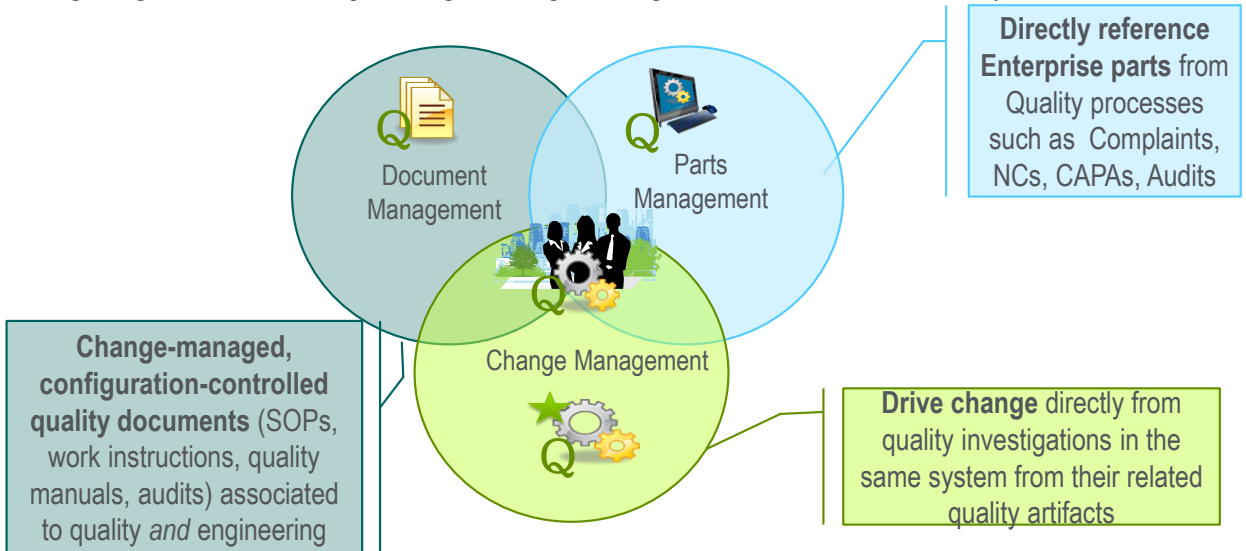 Directly reference
Enterprise parts from
Quality processes
such as Complaints,
NCs, CAPAs, Audits
Q
Document
Management
Q
Parts
Management
Q
Change Management
Q
Change-managed,
configuration-controlled
quality documents (SOPs,
work instructions, quality
manuals, audits) associated
to quality and engineering
Drive change directly from
quality investigations in the
same system from their related
quality artifacts